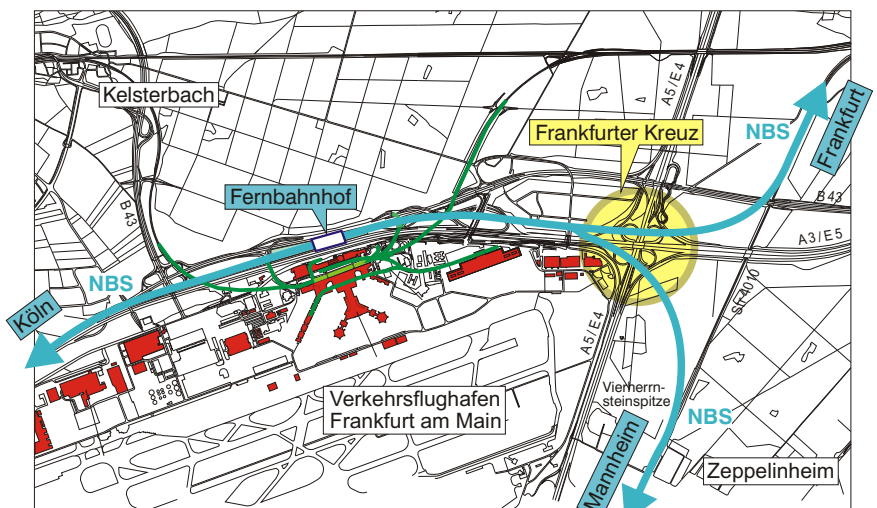 Kelsterbach
A5/E4
Frankfurter Kreuz
NBS
Frankfurt
B 43
Fernbahnhof
B 43
A3/E5
NBS
Köln
A5/E4
Vierherrn-
steinspitze
Verkehrsflughafen
Frankfurt am Main
NBS
Mannheim
Zeppelinheim